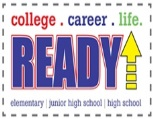 college . career . life.
READY
elementary | junior high school | high school